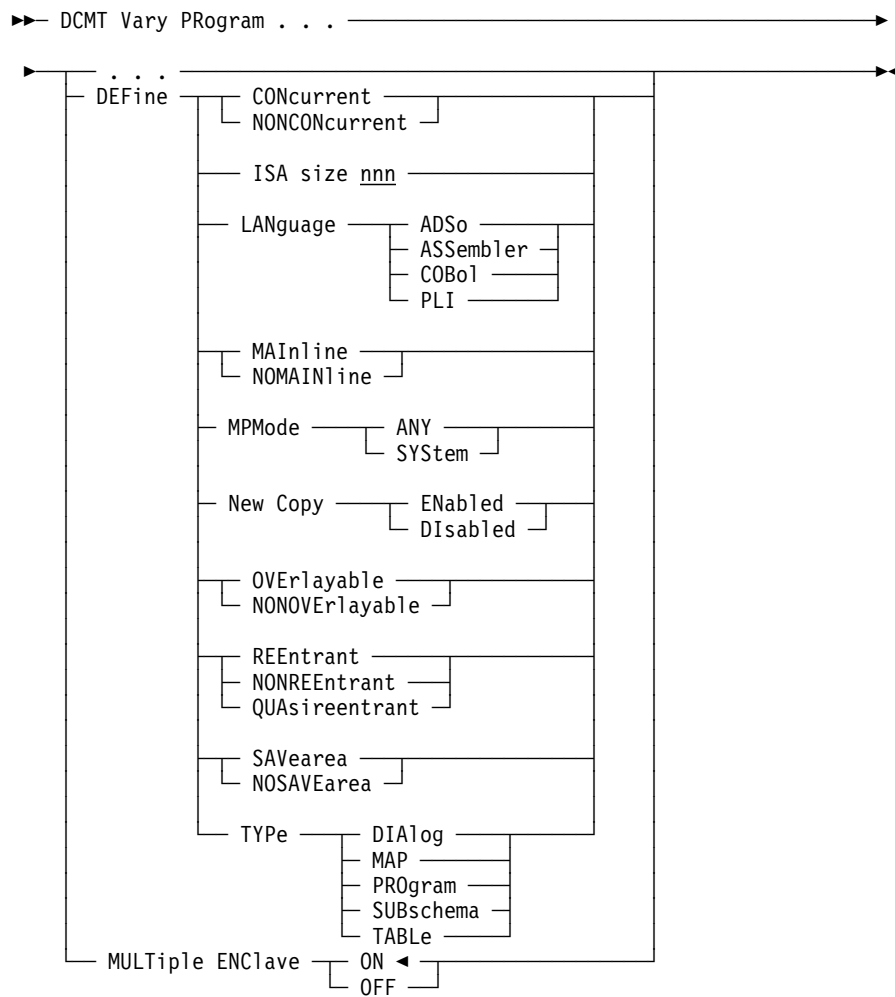 DCMT Vary PRogram . . .
. . .
DEFine CONcurrent
NONCONcurrent
ISA size nnn
LANguage ADSo
ASSembler
COBol
PLI
MAInline
NOMAINline
MPMode ANY
SYStem
New Copy ENabled
DIsabled
OVErlayable
NONOVErlayable
REEntrant
NONREEntrant
QUAsireentrant
SAVearea
NOSAVEarea
TYPe DIAlog
MAP
PROgram
SUBschema
TABLe
MULTiple ENClave ON
OFF